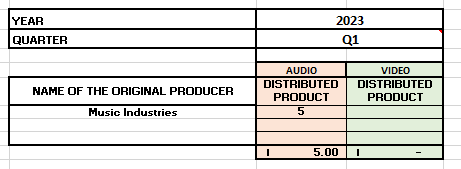 YEAR 2023
QUARTER Q1
AUDIO VIDEO
NAME OF THE ORIGINAL PRODUCER DISTRIBUTED PRODUCT DISTRIBUTED PRODUCT
Music Industries 5
5.00 -